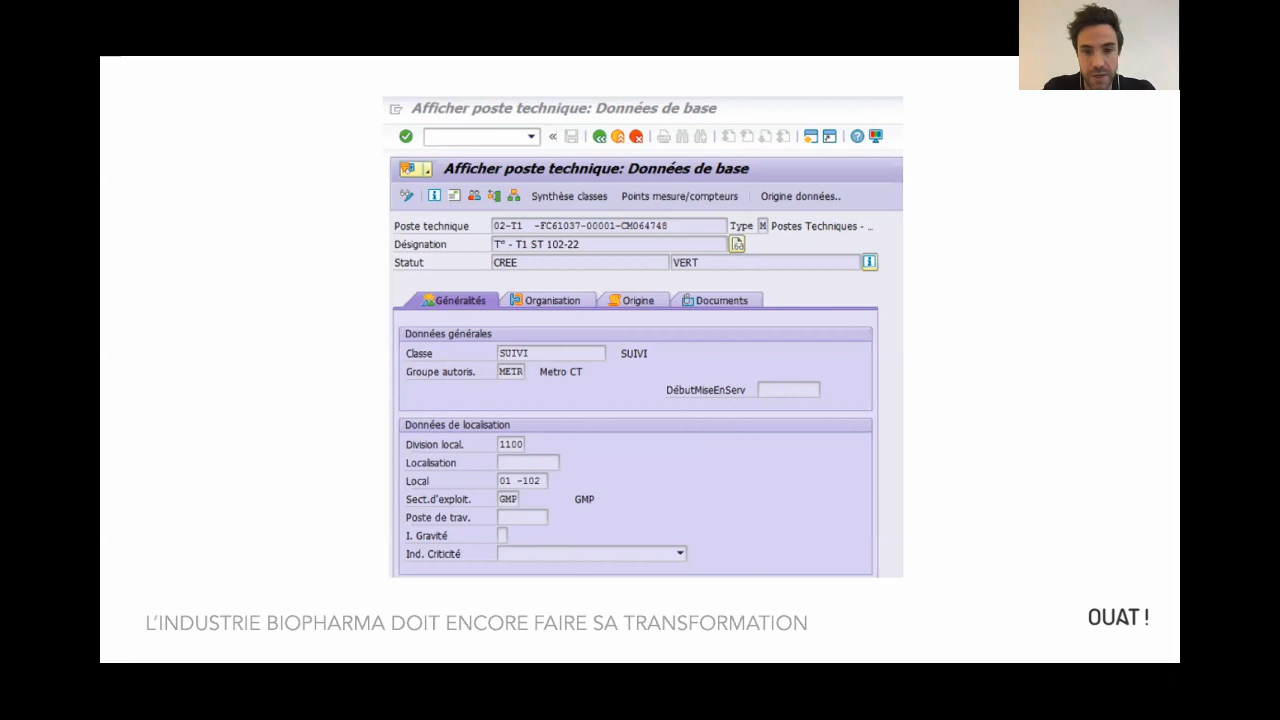 Afficher poste technique: Données de base
Afficher poste technique: Données de base
Synthèse classes Points mesure/compteurs Origine données..
Poste technique 02-T1 -FC61037-00001-CM064748 Type M Postes Techniques - ..
Désignation T° - T1 ST 102-22
Statut CREE VERT
Généralités Organisation Origine Documents
Données générales
Classe SUIVI SUIVI
Groupe autoris. METR Metro CT
DébutMiseEnServ
Données de localisation
Division local. 1100
Localisation
Local 01 -102
Sect.d'exploit. GMP GMP
Poste de trav.
I. Gravité
Ind. Criticité
L'INDUSTRIE BIOPHARMA DOIT ENCORE FAIRE SA TRANSFORMATION
OUAT !